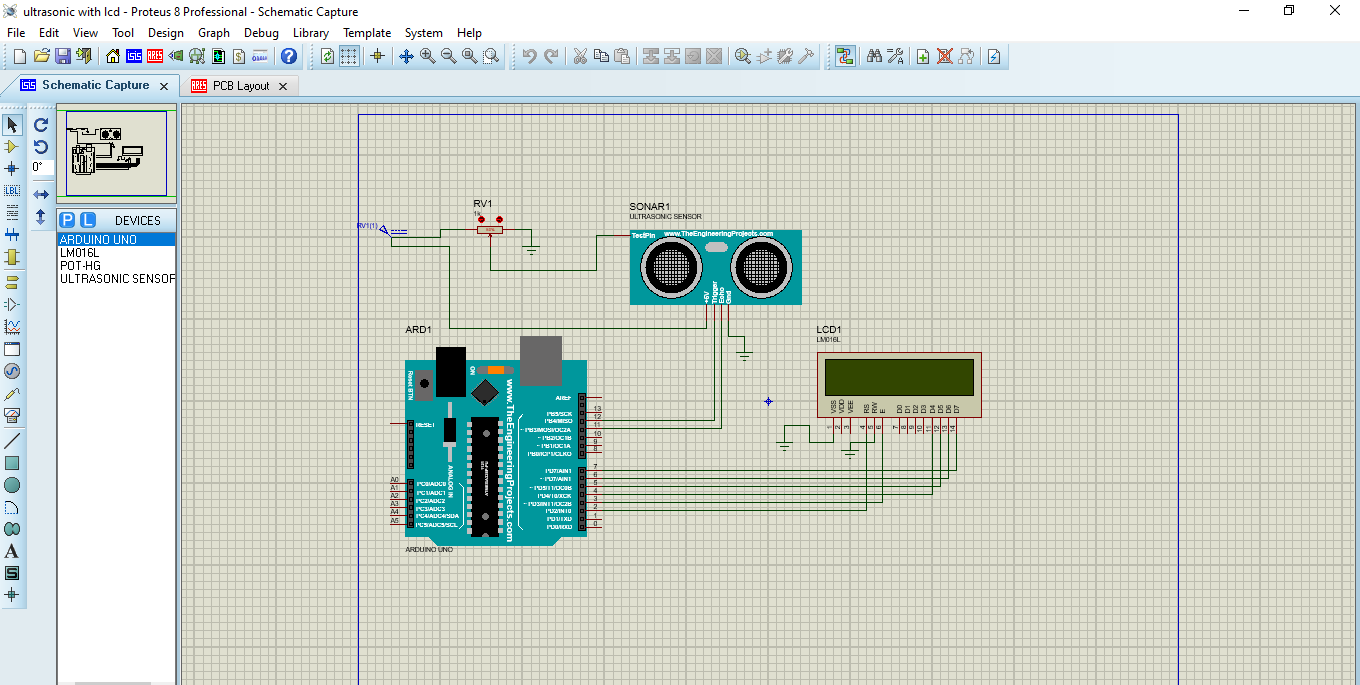 ultrasonic with lcd - Proteus 8 Professional - Schematic Capture
File Edit View Tool Design Graph Debug Library Template System Help
Schematic Capture
PCB Layout
0°
LBL
P L DEVICES
ARDUINO UNO
LM016L
POT-HG
ULTRASONIC SENSOR
A
S
RV1(1)
RV1
1k
SONAR1
ULTRASONIC SENSOR
TestPin
www.TheEngineeringProjects.com
+5V
Trigger
Echo
Gnd
ARD1
Reset BTN
ON
www.TheEngineeringProjects.com
ANALOG IN
RESET
A0
A1
A2
A3
A4
A5
PC0/ADC0
PC1/ADC1
PC2/ADC2
PC3/ADC3
PC4/ADC4/SDA
PC5/ADC5/SCL
AREF
PB5/SCK 13
PB4/MISO 12
~ PB3/MOSI/OC2A 11
~ PB2/OC1B 10
~ PB1/OC1A 9
PB0/ICP1/CLKO 8
PD7/AIN1 7
~ PD7/AIN1 6
~ PD5/T1/OC0B 5
PD4/T0/XCK 4
~ PD3/INT1/OC2B 3
PD2/INT0 2
PD1/TXD 1
PD0/RXD 0
ARDUINO UNO
LCD1
LM016L
VSS VDD VEE RS RW E D0 D1 D2 D3 D4 D5 D6 D7
1 2 3 4 5 6 7 8 9 10 11 12 13 14